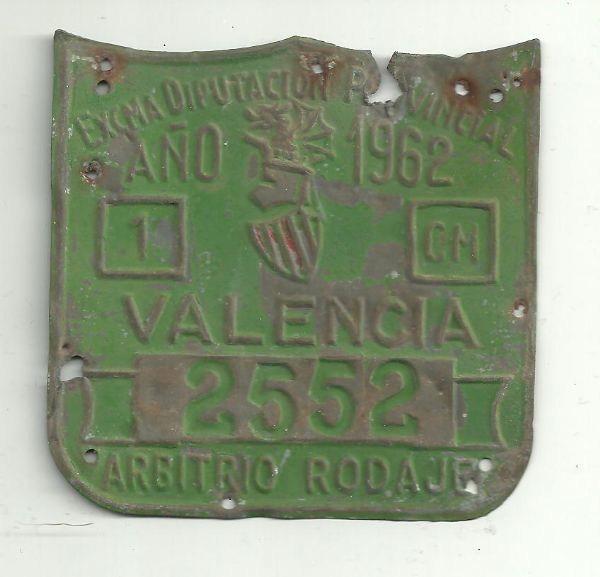 EXCMA DIPUTACION PROVINCIAL
AÑO 1962
1 CM
VALENCIA
2552
ARBITRIO RODAJE